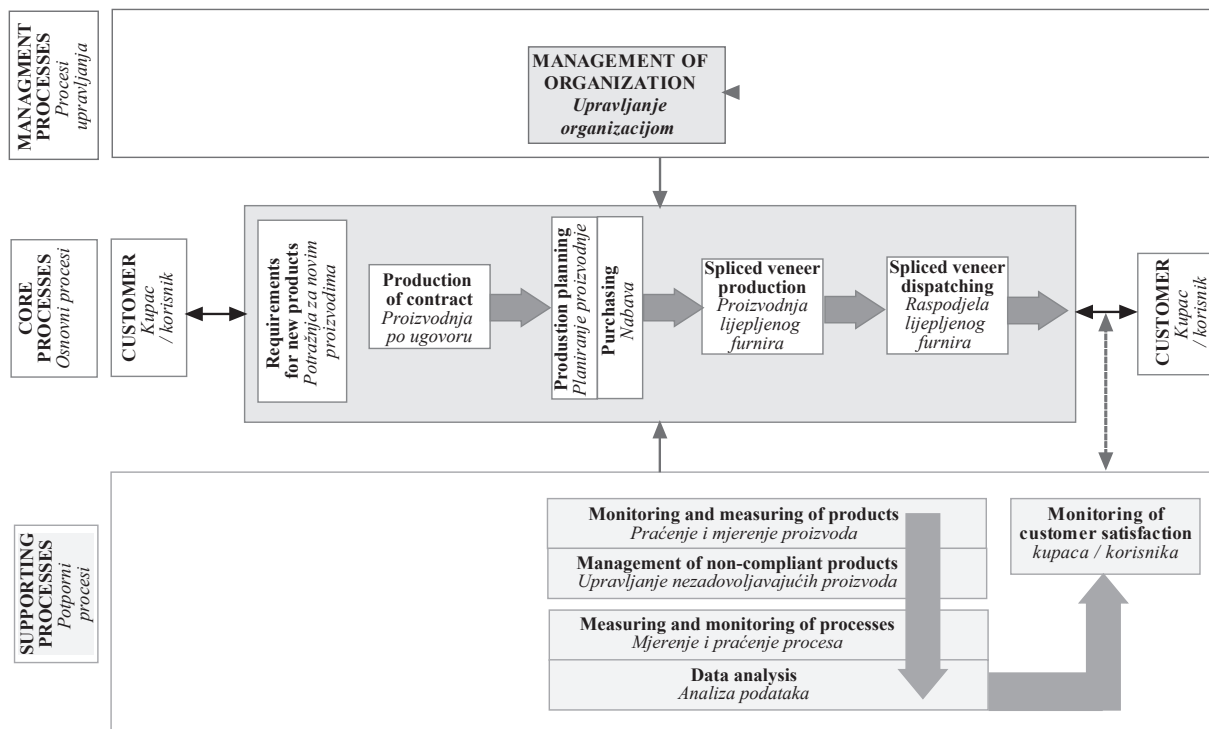 MANAGMENT
PROCESSES
Procesi
upravljanja
MANAGEMENT OF
ORGANIZATION
Upravljanje
organizacijom
CORE
PROCESSES
Osnovni procesi
CUSTOMER
Kupac
/ korisnik
Requirements
for new products
Potražnja za novim
proizvodima
Production
of contract
Proizvodnja
po ugovoru
Produstion planning
Planiranje proizvodnje
Purchasing
Nabava
Spliced veneer
production
Proizvodnja
lijepljenog
furnira
Spliced veneer
dispatching
Raspodjela
lijepljenog
furnira
CUSTOMER
Kupac
/ korisnik
SUPPORTING
PROCESSES
Potporni
procesi
Monitoring and measuring of products
Praćenje i mjerenje proizvoda
Management of non-compliant products
Upravljanje nezadovoljavajućih proizvoda
Measuring and monitoring of processes
Mjerenje i praćenje procesa
Data analysis
Analiza podataka
Monitoring of
customer satisfaction
kupaca / korisnika